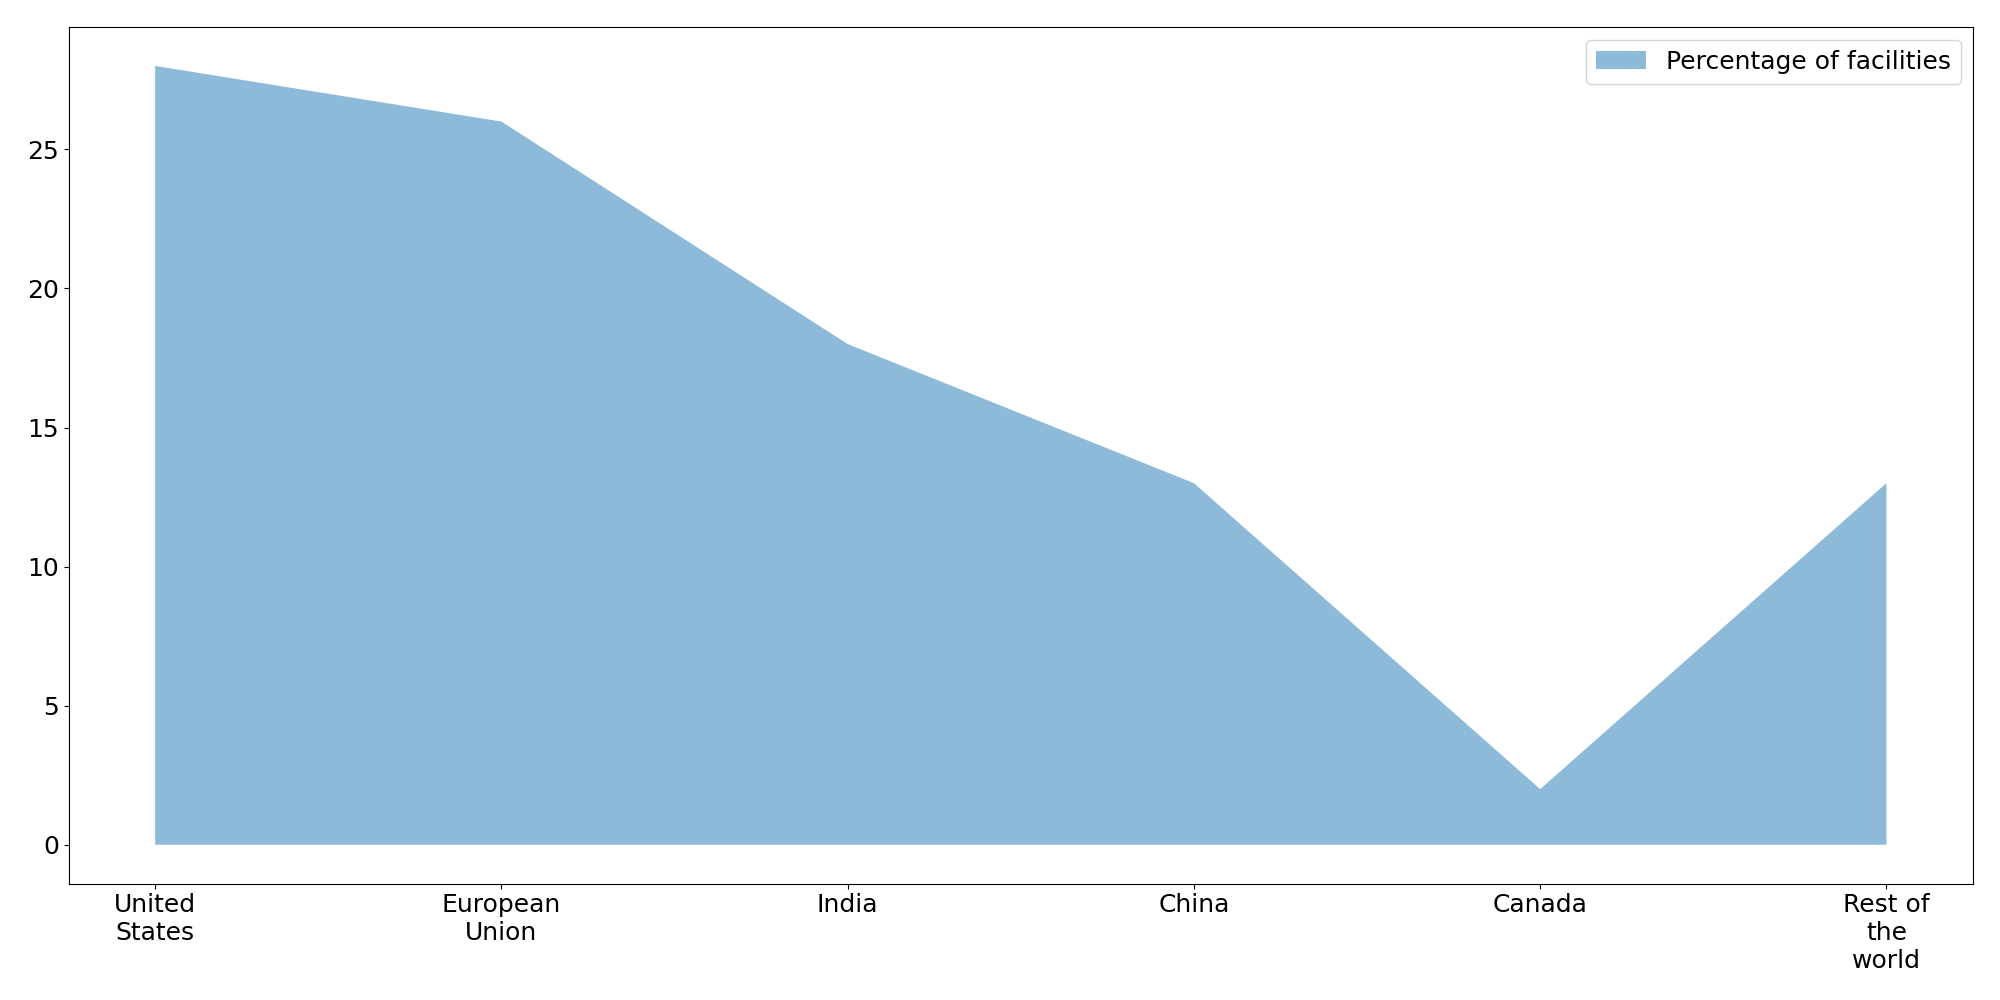 Percentage of facilities
25
20
15
10
5
0
United
States
European
Union
India
China
Canada
Rest of
the
world